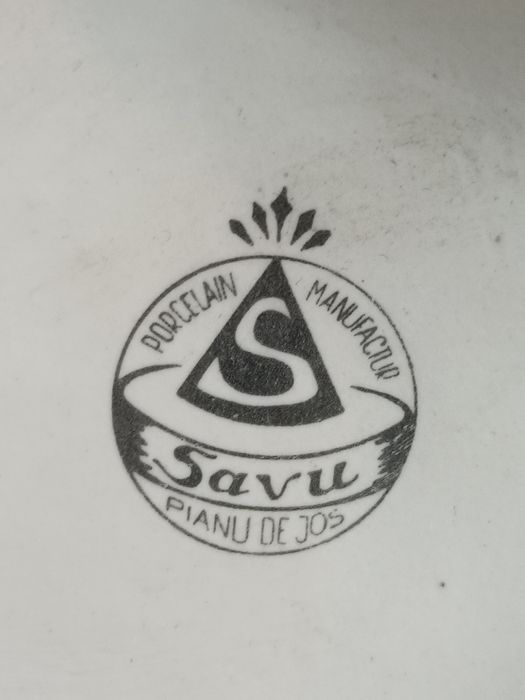 PORCELAIN MANUFACTUR
S
Savu
PIANU DE JOS